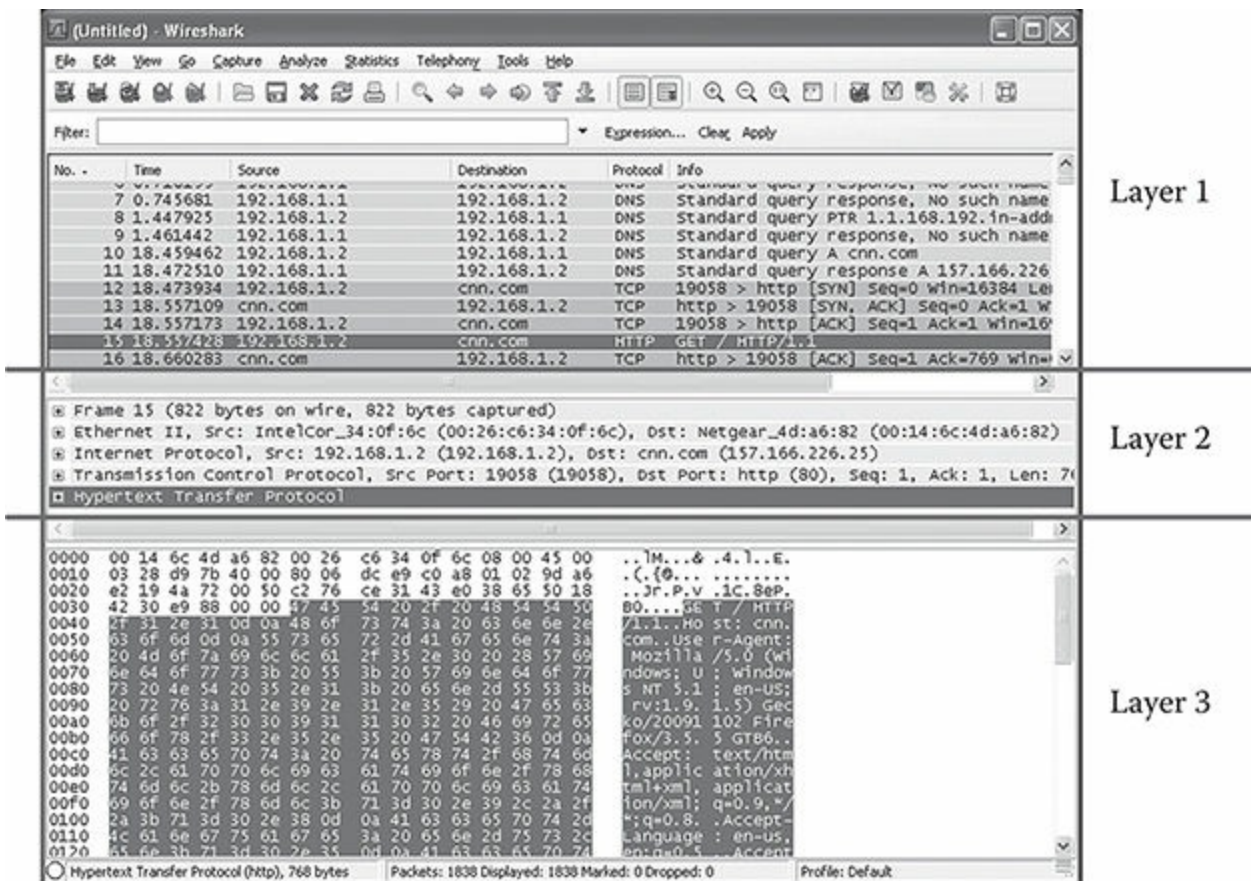 (Untitled) - Wireshark
File Edit View Go Capture Analyze Statistics Telephony Tools Help
Filter: Expression... Clear Apply
No. Time Source Destination Protocol Info
7 0.745681 192.168.1.1 192.168.1.2 DNS Standard query response, No such name
8 1.447925 192.168.1.2 192.168.1.1 DNS Standard query PTR 1.1.168.192.in-add
9 1.461442 192.168.1.1 192.168.1.2 DNS Standard query response, No such name
10 18.459462 192.168.1.2 192.168.1.1 DNS Standard query A cnn.com
11 18.472510 192.168.1.1 192.168.1.2 DNS Standard query response A 157.166.226
12 18.473934 192.168.1.2 cnn.com TCP 19058 > http [SYN] Seq=0 Win=16384 Le
13 18.557109 cnn.com 192.168.1.2 TCP http > 19058 [SYN, ACK] Seq=0 Ack=1 W
14 18.557173 192.168.1.2 cnn.com TCP 19058 > http [ACK] Seq=1 Ack=1 Win=16
15 18.557428 192.168.1.2 cnn.com HTTP GET / HTTP/1.1
16 18.660283 cnn.com 192.168.1.2 TCP http > 19058 [ACK] Seq=1 Ack=769 Win=
Layer 1
Frame 15 (822 bytes on wire, 822 bytes captured)
Ethernet II, Src: IntelCor_34:0f:6c (00:26:c6:34:0f:6c), Dst: Netgear_4d:a6:82 (00:14:6c:4d:a6:82)
Internet Protocol, Src: 192.168.1.2 (192.168.1.2), Dst: cnn.com (157.166.226.25)
Transmission Control Protocol, Src Port: 19058 (19058), Dst Port: http (80), Seq: 1, Ack: 1, Len: 7
Hypertext Transfer Protocol
Layer 2
0000 00 14 6c 4d a6 82 00 26 c6 34 0f 6c 08 00 45 00 ..lM...& .4.l..E.
0010 03 28 d9 7b 40 00 80 06 dc e9 c0 a8 01 02 9d a6 .(.{@... ........
0020 e2 19 4a 72 00 50 c2 76 ce 31 43 e0 38 65 50 18 ..Jr.P.v .1C.8eP.
0030 42 30 e9 88 00 00 47 45 54 20 2f 20 48 54 54 50 B0....GE T / HTTP
0040 2f 31 2e 31 0d 0a 48 6f 73 74 3a 20 63 6e 6e 2e /1.1..Ho st: cnn.
0050 63 6f 6d 0d 0a 55 73 65 72 2d 41 67 65 6e 74 3a com..Use r-Agent:
0060 20 4d 6f 7a 69 6c 6c 61 2f 35 2e 30 20 28 57 69 Mozilla /5.0 (Wi
0070 6e 64 6f 77 73 3b 20 55 3b 20 57 69 6e 64 6f 77 ndows; U ; Window
0080 73 20 4e 54 20 35 2e 31 3b 20 65 6e 2d 55 53 3b s NT 5.1 ; en-US;
0090 20 72 76 3a 31 2e 39 2e 31 2e 35 29 20 47 65 63 rv:1.9. 1.5) Gec
00a0 6b 6f 2f 32 30 30 39 31 31 30 32 20 46 69 72 65 ko/20091 102 Fire
00b0 66 6f 78 2f 33 2e 35 2e 35 20 47 54 42 36 0d 0a fox/3.5. 5 GTB6..
00c0 41 63 63 65 70 74 3a 20 74 65 78 74 2f 68 74 6d Accept: text/htm
00d0 6c 2c 61 70 70 6c 69 63 61 74 69 6f 6e 2f 78 68 l,applic ation/xh
00e0 74 6d 6c 2b 78 6d 6c 2c 61 70 70 6c 69 63 61 74 tml+xml, applicat
00f0 69 6f 6e 2f 78 6d 6c 3b 71 3d 30 2e 39 2c 2a 2f ion/xml; q=0.9,*/
0100 2a 3b 71 3d 30 2e 38 0d 0a 41 63 63 65 70 74 2d *;q=0.8. .Accept-
0110 4c 61 6e 67 75 61 67 65 3a 20 65 6e 2d 75 73 2c Language : en-us,
0120 65 6e 3b 71 3d 30 2e 35 0d 0a 41 63 63 65 70 74 en;q=0.5 ..Accept
Layer 3
Hypertext Transfer Protocol (http), 768 bytes Packets: 1838 Displayed: 1838 Marked: 0 Dropped: 0 Profile: Default